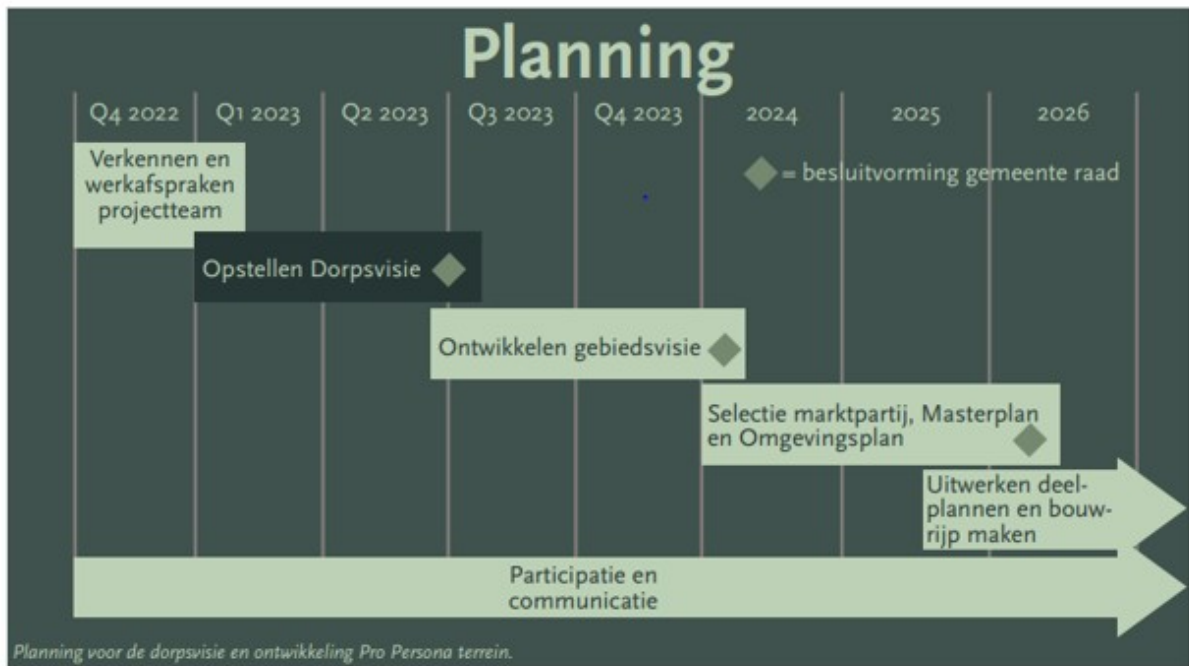 Planning
Q4 2022 Q1 2023 Q2 2023 Q3 2023 Q4 2023 2024 2025 2026
Verkennen en
werkafspraken
projectteam
= besluitvorming gemeente raad
Opstellen Dorpsvisie
Ontwikkelen gebiedsvisie
Selectie marktpartij, Masterplan
en Omgevingsplan
Uitwerken deel-
plannen en bouw-
rijp maken
Participatie en
communicatie
Planning voor de dorpsvisie en ontwikkeling Pro Persona terrein.